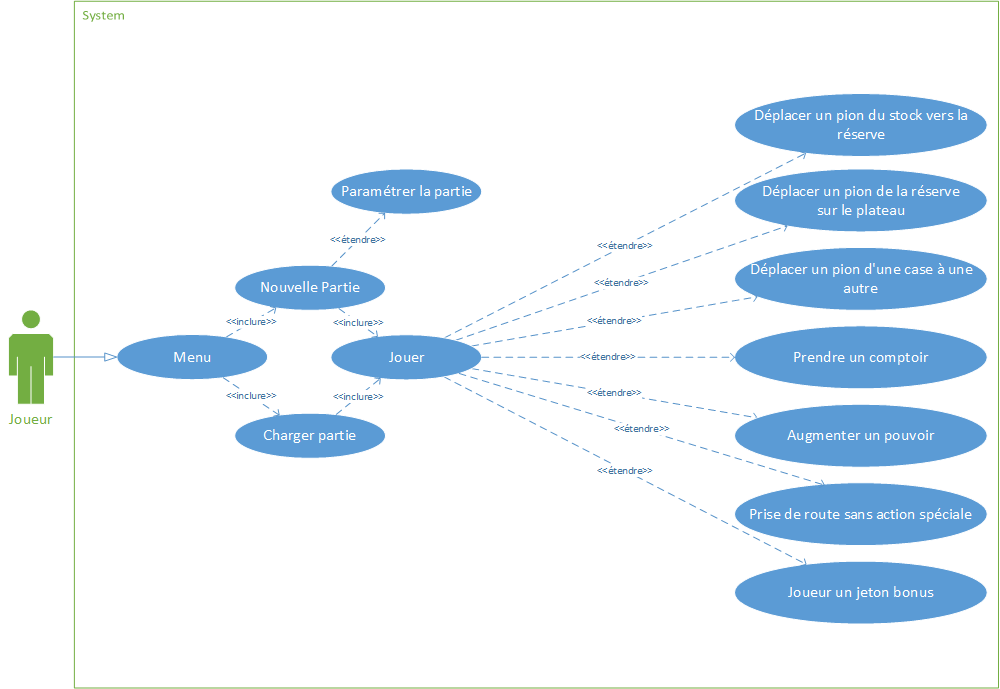 System
Déplacer un pion du stock vers la
réserve
Paramétrer la partie
Déplacer un pion de la réserve
sur le plateau
<<étendre>>
<<étendre>>
Nouvelle Partie
Déplacer un pion d'une case à une
autre
<<étendre>>
<<inclure>>
<<inclure>>
<<étendre>>
Menu
Jouer
<<étendre>>
Prendre un comptoir
<<inclure>>
<<inclure>>
<<étendre>>
Joueur
Charger partie
<<étendre>>
Augmenter un pouvoir
<<étendre>>
Prise de route sans action spéciale
Joueur un jeton bonus